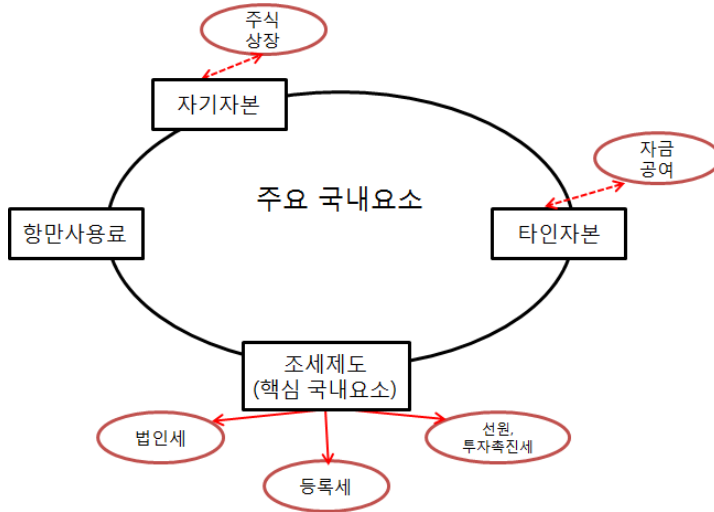 주식
상장
자기자본
자금
공여
주요 국내요소
항만사용료
타인자본
조세제도
(핵심 국내요소)
법인세
선원,
투자촉진세
등록세